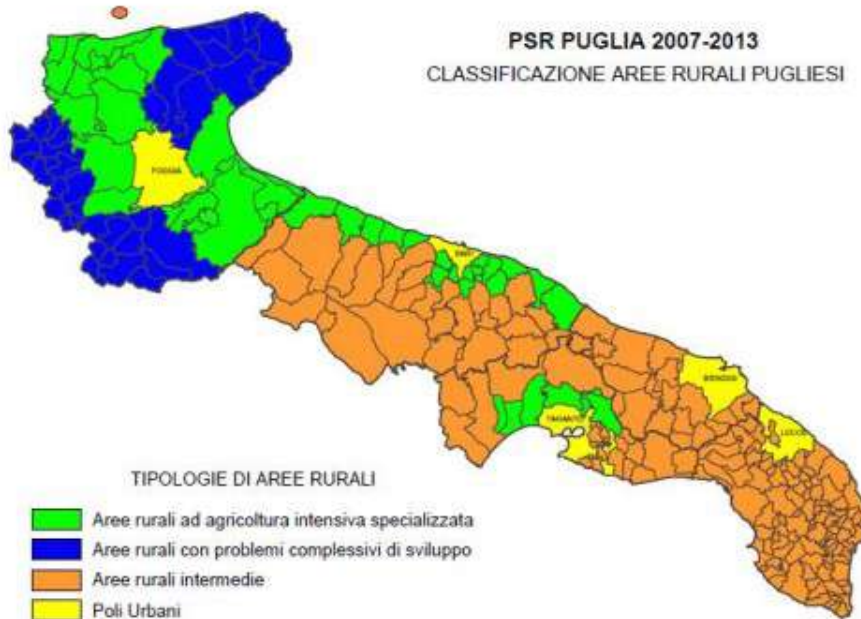 PSR PUGLIA 2007-2013
CLASSIFICAZIONE AREE RURALI PUGLIESI
FOGGIA
BARI
BRINDISI
TARANTO
LECCE
TIPOLOGIE DI AREE RURALI
Aree rurali ad agricoltura intensiva specializzata
Aree rurali con problemi complessivi di sviluppo
Aree rurali intermedie
Poli Urbani